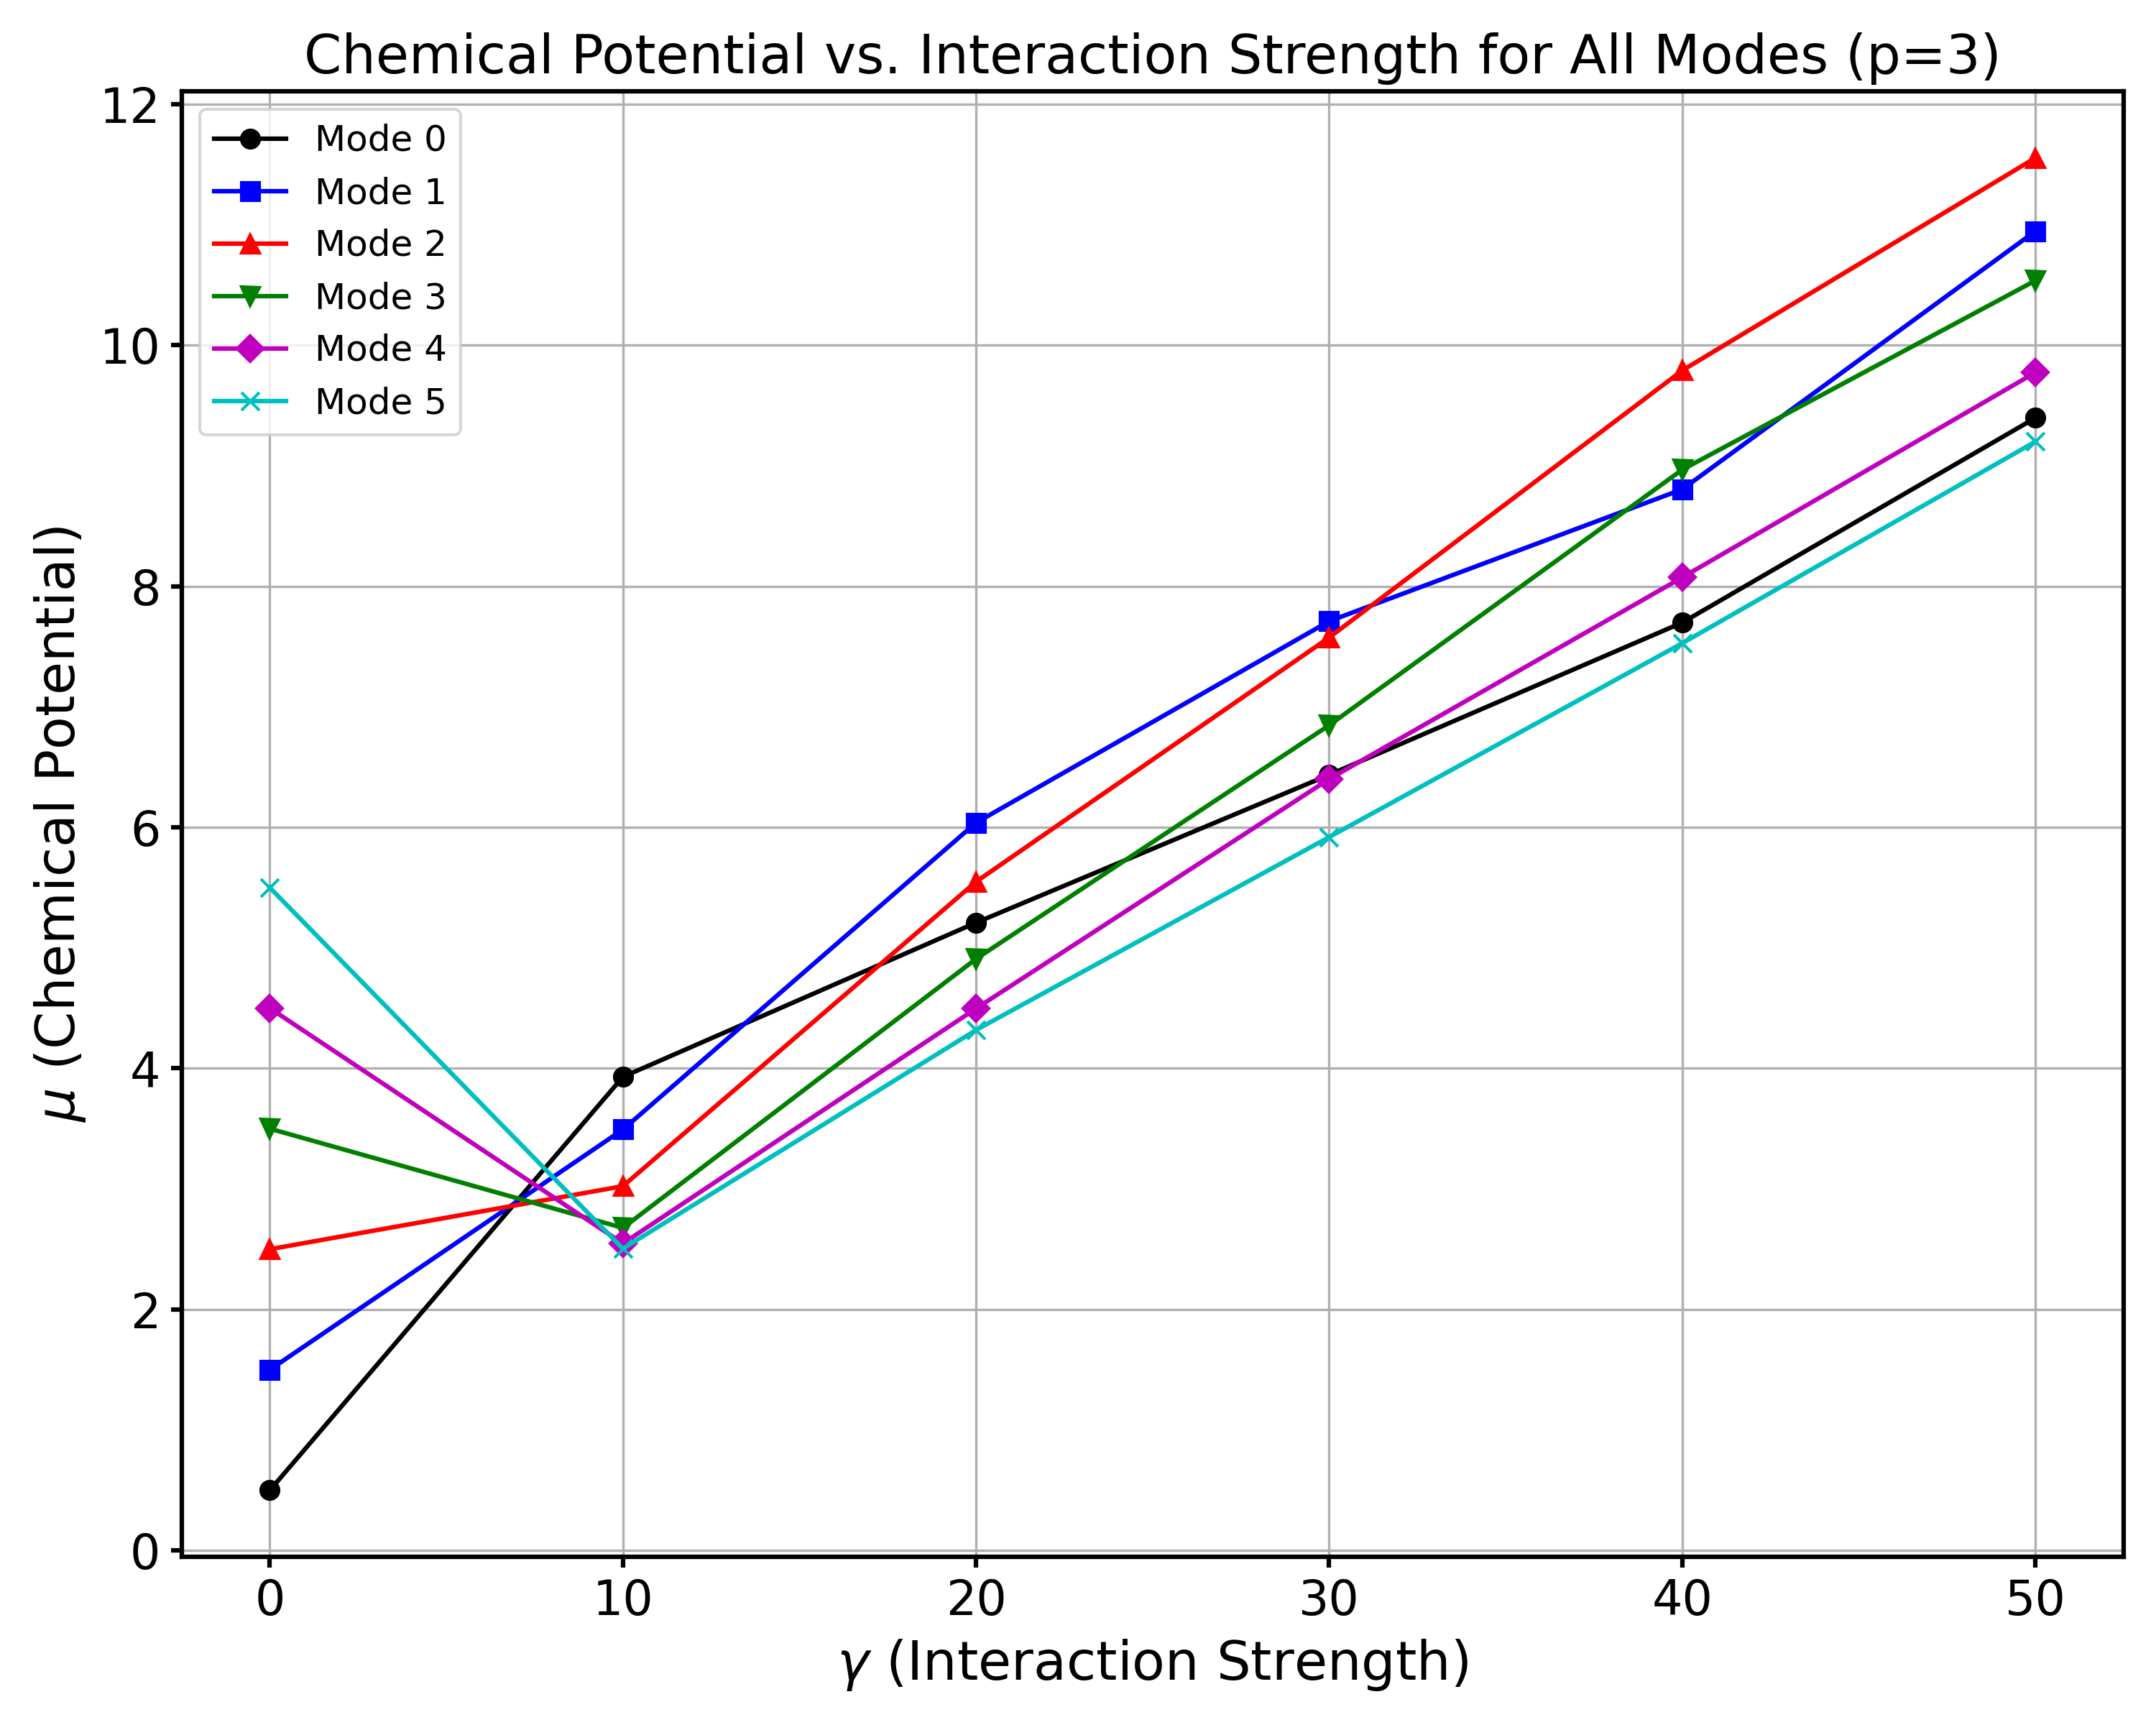 Chemical Potential vs. Interaction Strength for All Modes (p=3)
12
10
8
6
4
2
0
μ (Chemical Potential)
Mode 0
Mode 1
Mode 2
Mode 3
Mode 4
Mode 5
0 10 20 30 40 50
γ (Interaction Strength)